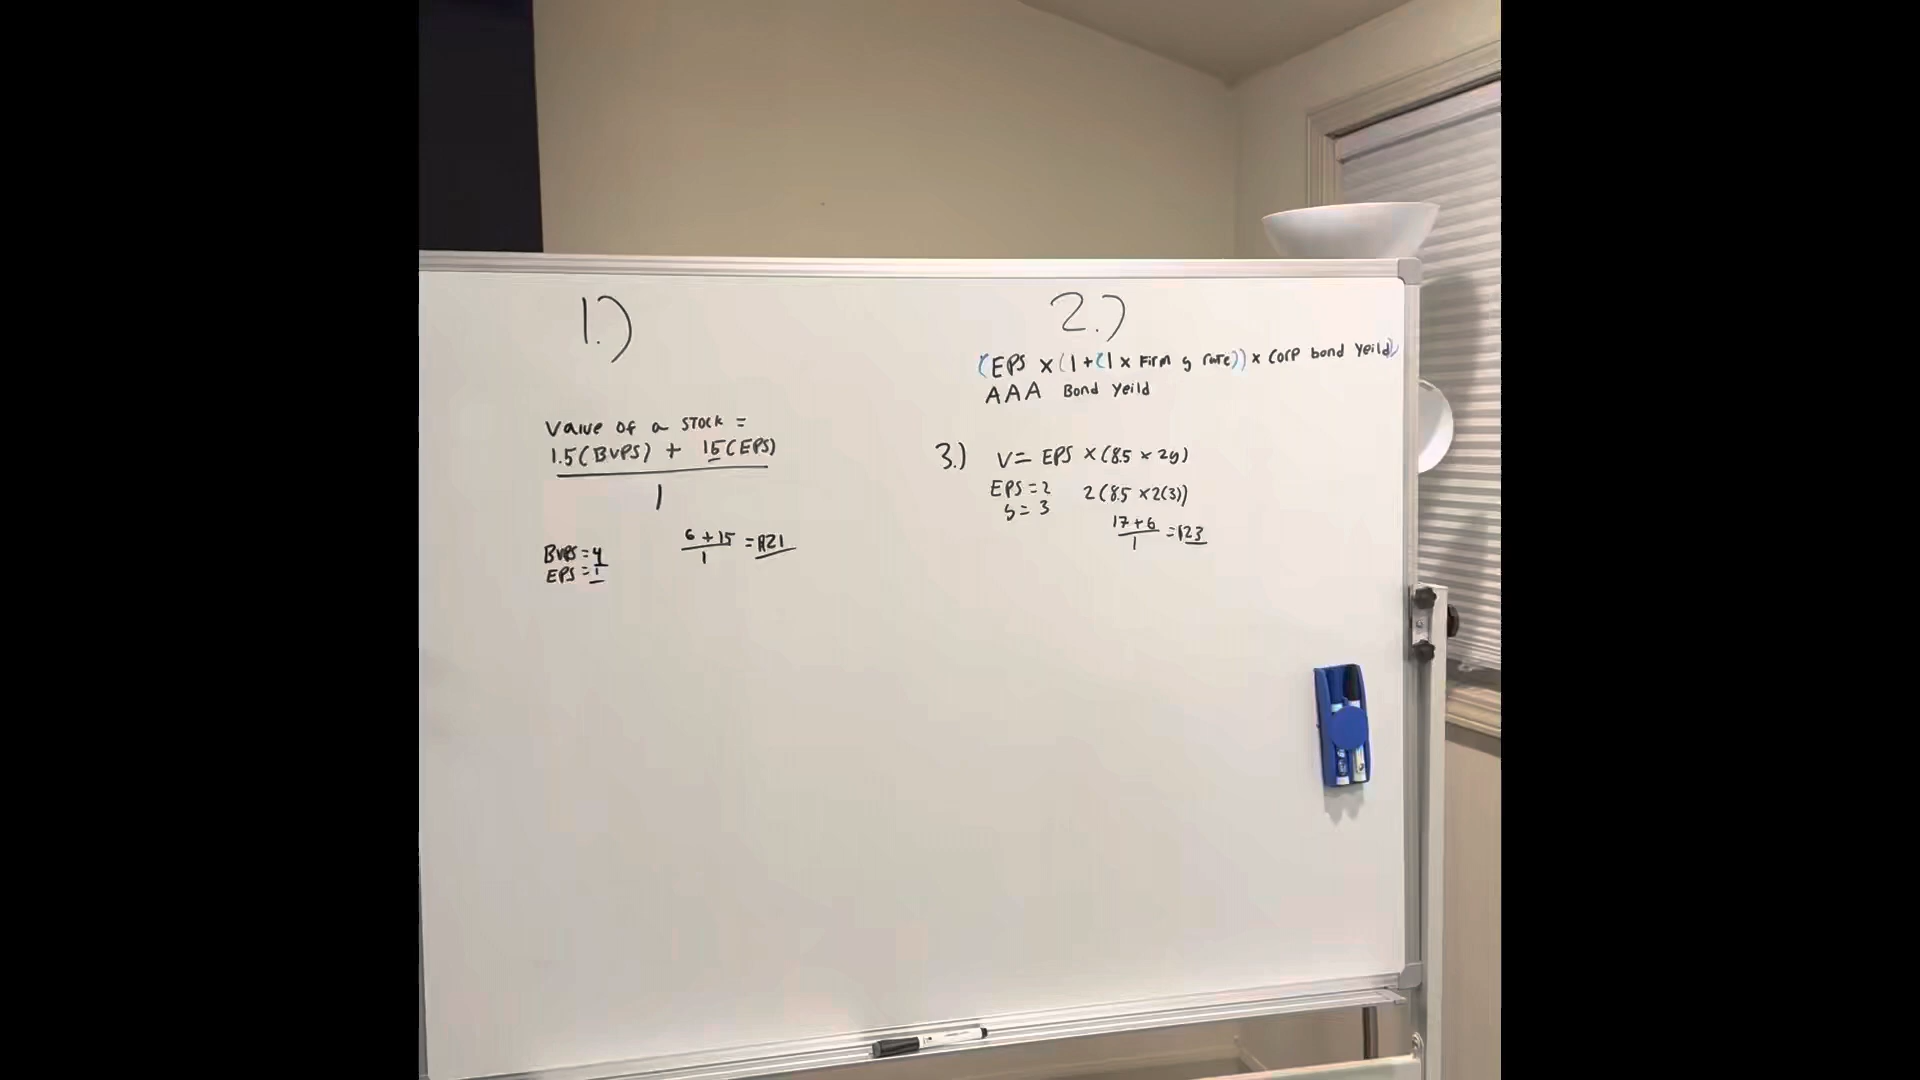 1.)
Value of a STOCK =
1.5(BVPS) + 15(EPS)
1
BVPS = 4
EPS = 1
6 + 15
1
= 21
2.)
(EPS x (1 + (1 x Firm g rate)) x Corp bond Yeild)
AAA Bond Yeild
3.) V = EPS x (8.5 x 2g)
EPS = 2 2(8.5 x 2(3))
g = 3
17 + 6
1
= 23